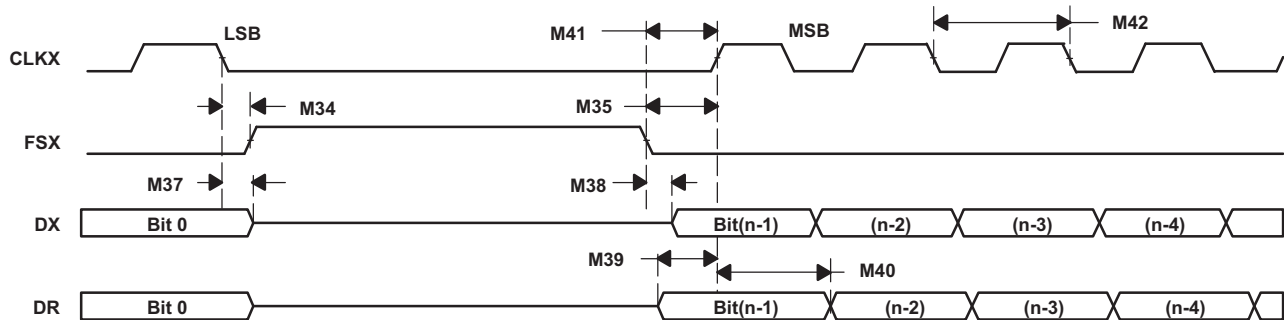 LSB
M41
MSB
M42
CLKX
M34
M35
FSX
M37
M38
DX
Bit 0
Bit(n-1)
(n-2)
(n-3)
(n-4)
M39
M40
DR
Bit 0
Bit(n-1)
(n-2)
(n-3)
(n-4)